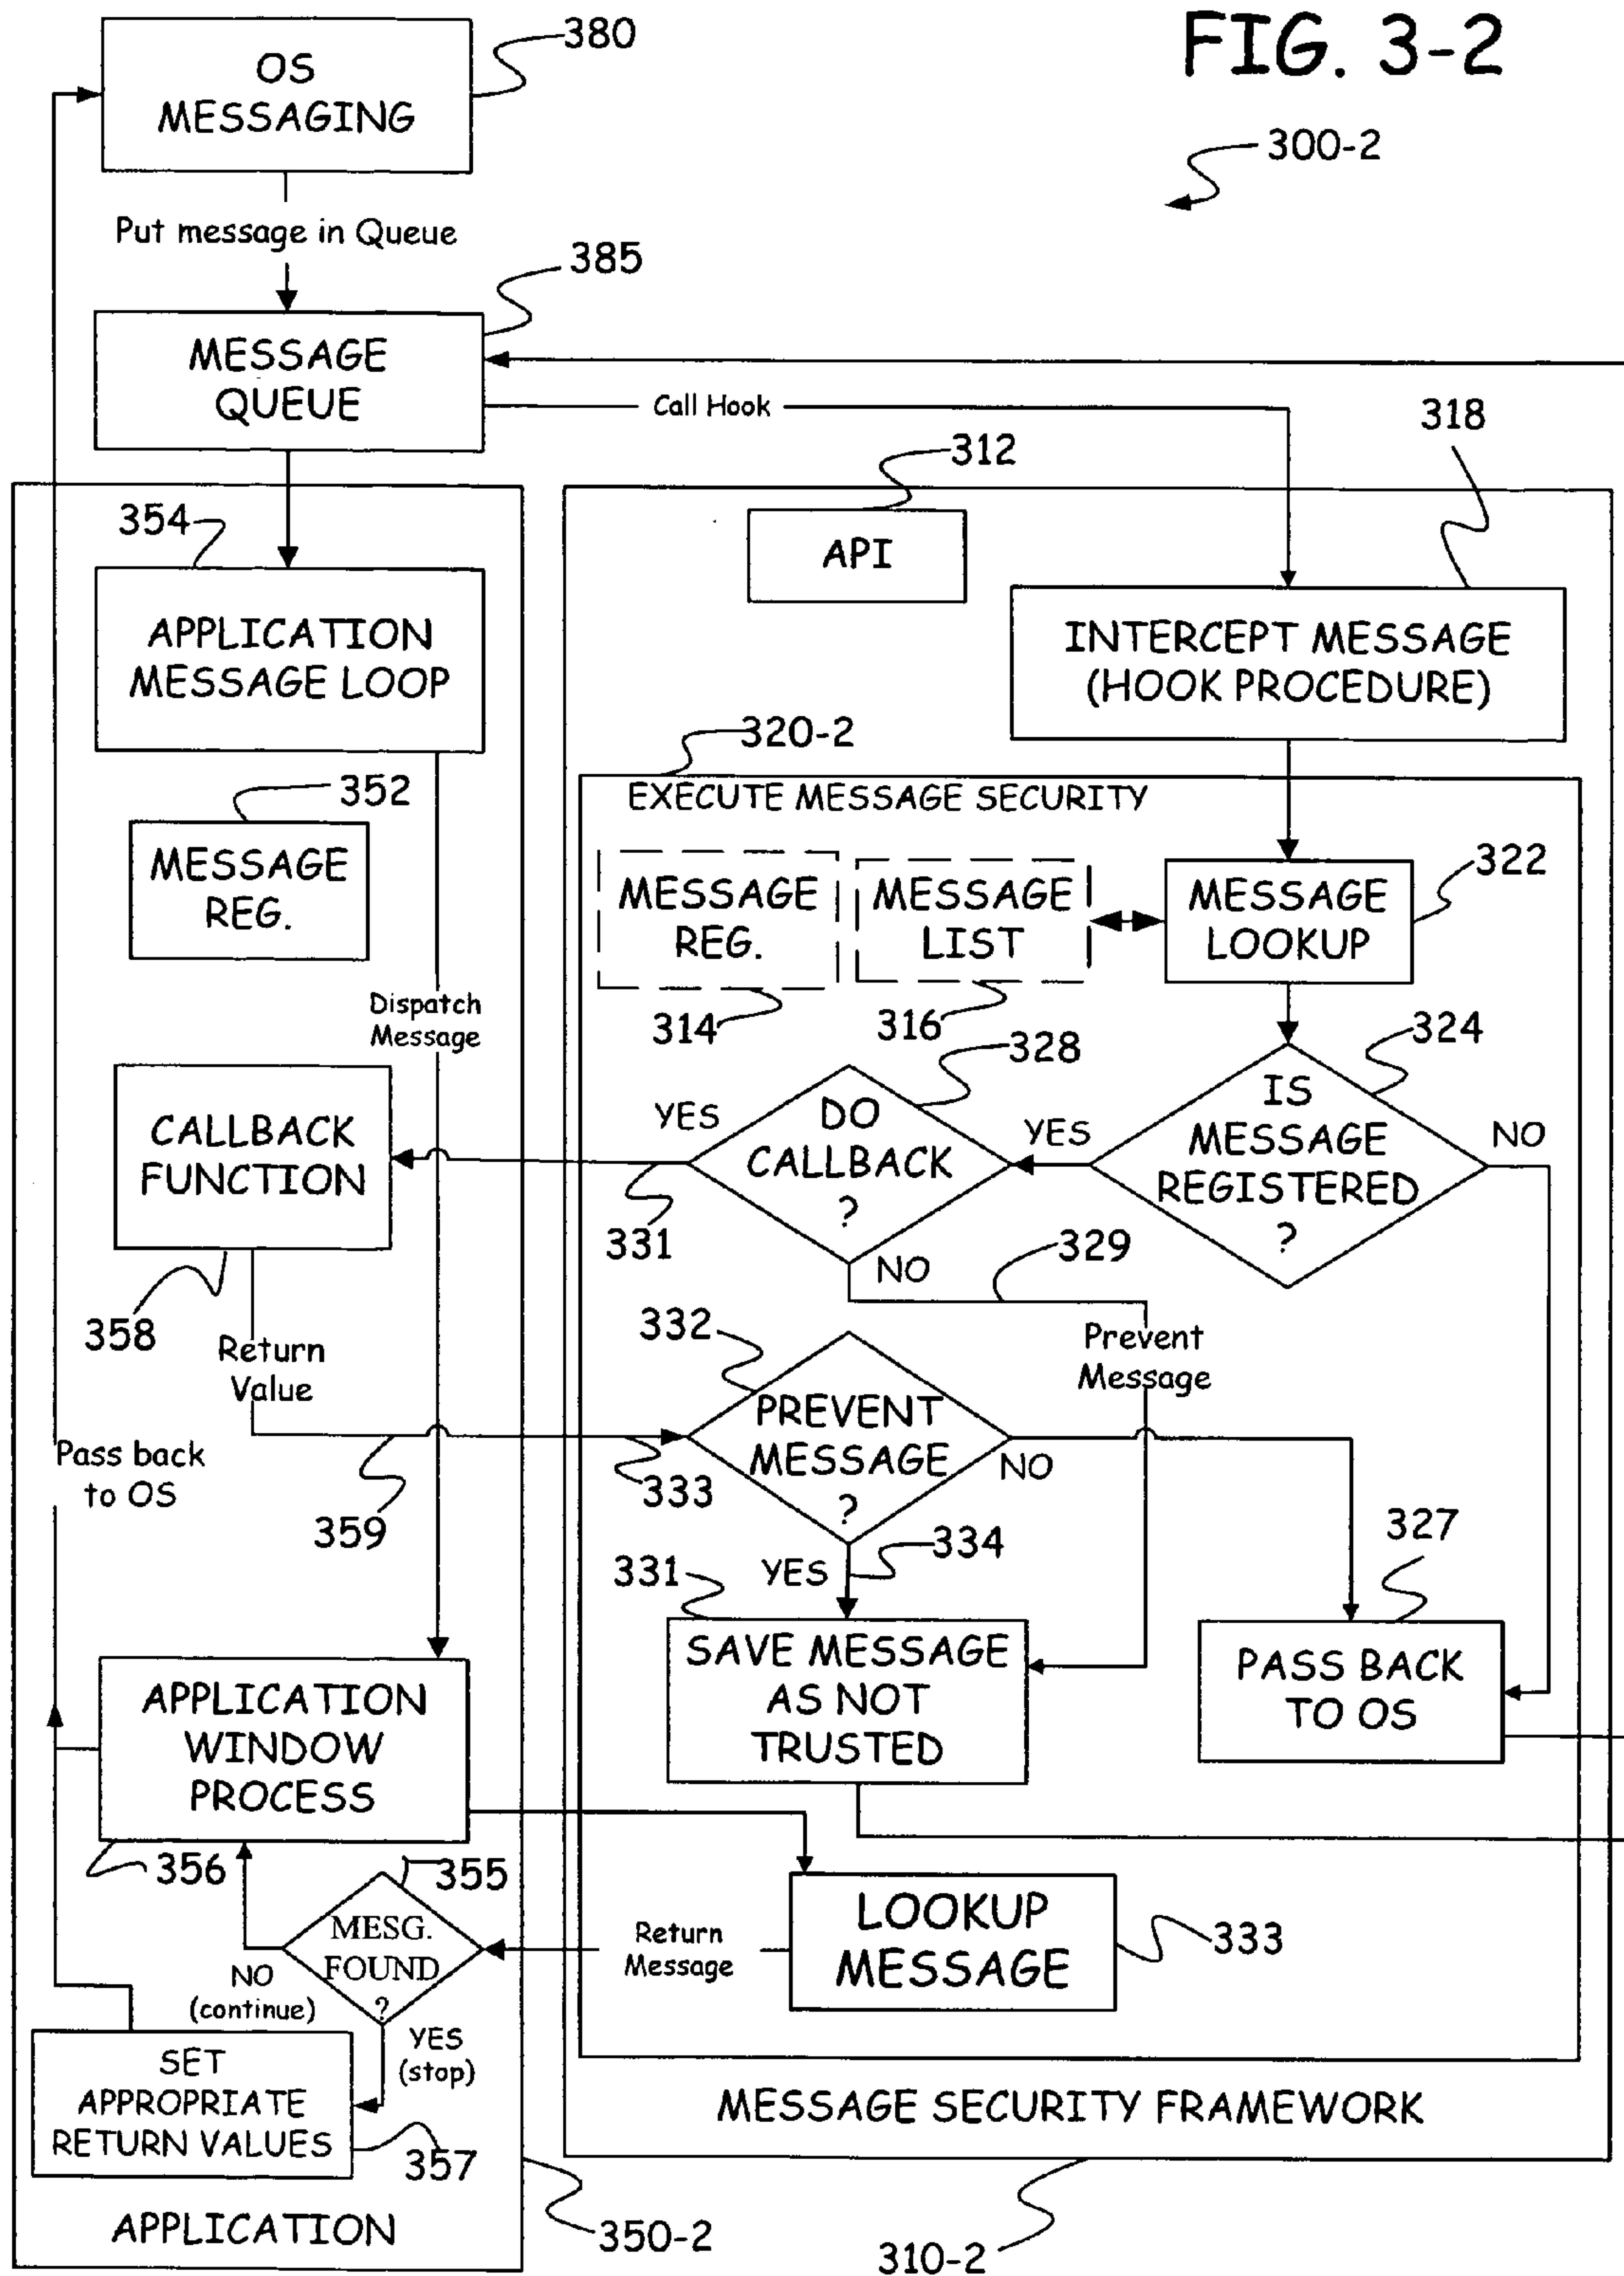 FIG. 3-2
380
OS
MESSAGING
300-2
Put message in Queue
385
MESSAGE
QUEUE
Call Hook
318
312
354
API
APPLICATION
MESSAGE LOOP
INTERCEPT MESSAGE
(HOOK PROCEDURE)
320-2
352
EXECUTE MESSAGE SECURITY
MESSAGE
REG.
322
MESSAGE
REG.
MESSAGE
LIST
MESSAGE
LOOKUP
Dispatch
Message
314
316
328
324
CALLBACK
FUNCTION
YES
DO
CALLBACK
?
YES
IS
MESSAGE
REGISTERED
?
NO
331
329
NO
358
Return
Value
332
Prevent
Message
PREVENT
MESSAGE
?
NO
Pass back
to OS
333
359
334
327
331
YES
SAVE MESSAGE
AS NOT
TRUSTED
PASS BACK
TO OS
APPLICATION
WINDOW
PROCESS
356
355
MESG.
FOUND
?
Return
Message
LOOKUP
MESSAGE
333
NO
(continue)
YES
(stop)
SET
APPROPRIATE
RETURN VALUES
357
MESSAGE SECURITY FRAMEWORK
APPLICATION
350-2
310-2